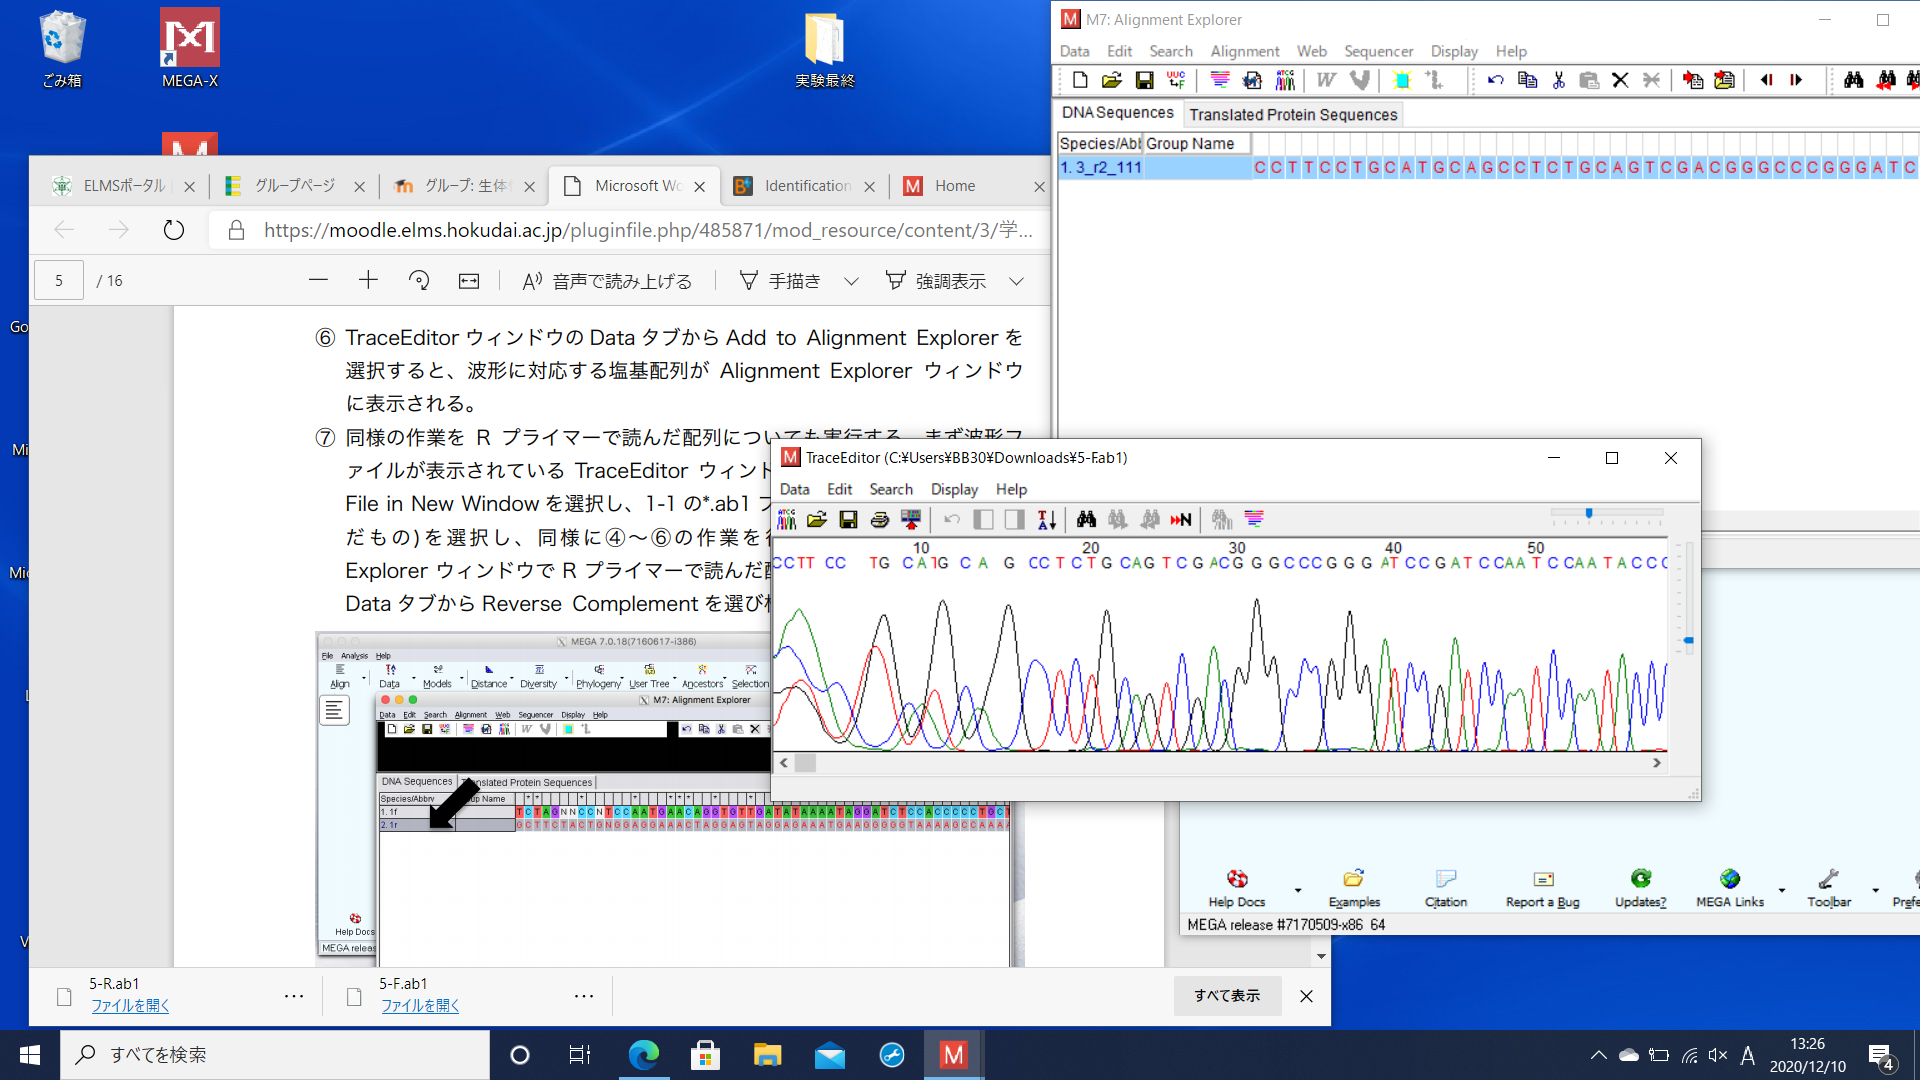 ごみ箱
MEGA-X
実験最終
M7: Alignment Explorer
Data Edit Search Alignment Web Sequencer Display Help
DNA Sequences Translated Protein Sequences
Species/Abl Group Name
1. 3_r2_111 C C T T C C T G C A T G C A G C C T C T G C A G T C G A C G G G C C C G G G A T C
ELMSポータル グループページ グループ: 生体 Microsoft Wo Identification Home
https://moodle.elms.hokudai.ac.jp/pluginfile.php/485871/mod_resource/content/3/学...
5 / 16 音声で読み上げる 手描き 強調表示
⑥ TraceEditor ウィンドウの Data タブから Add to Alignment Explorer を
選択すると、波形に対応する塩基配列が Alignment Explorer ウィンドウ
に表示される。
⑦ 同様の作業を R プライマーで読んだ配列についても実行する。まず波形フ
ァイルが表示されている TraceEditor ウィンド
File in New Window を選択し、1-1 の*.ab1 フ
だもの)を選択し、同様に④～⑥の作業を行
Explorer ウィンドウで R プライマーで読んだ配
Data タブから Reverse Complement を選び
TraceEditor (C:¥Users¥BB30¥Downloads¥5-F.ab1)
Data Edit Search Display Help
10 20 30 40 50
CCTT CC TG C ATG C A G CC T C T G CAG T C G ACG G G CCC G G G AT CC G AT CC AAT C C AA T A C C C
MEGA 7.0.18(7160617-i386)
File Analysis Help
Align Data Models Distance Diversity Phylogeny User Tree Ancestors Selection
M7: Alignment Explorer
Data Edit Search Alignment Web Sequencer Display Help
DNA Sequences Translated Protein Sequences
Species/Abbrv Group Name
1. 1f T C T A G N N C C N T C C A A T G A A C A G G T G T T G A T A T A A A A T A G G A T C T C C A C C C C C T G C T
2. 1r G C T T C T A C T G N G G A G G A A A C T A G G A G T A G G A G A A A T G A A G G G G G T A A A A G C C A A A A
Help Docs
MEGA releas
Help Docs Examples Citation Report a Bug Updates? MEGA Links Toolbar Prefe
MEGA release #7170509-x86_64
5-R.ab1
ファイルを開く
5-F.ab1
ファイルを開く
すべて表示
すべてを検索
A
13:26
2020/12/10
4